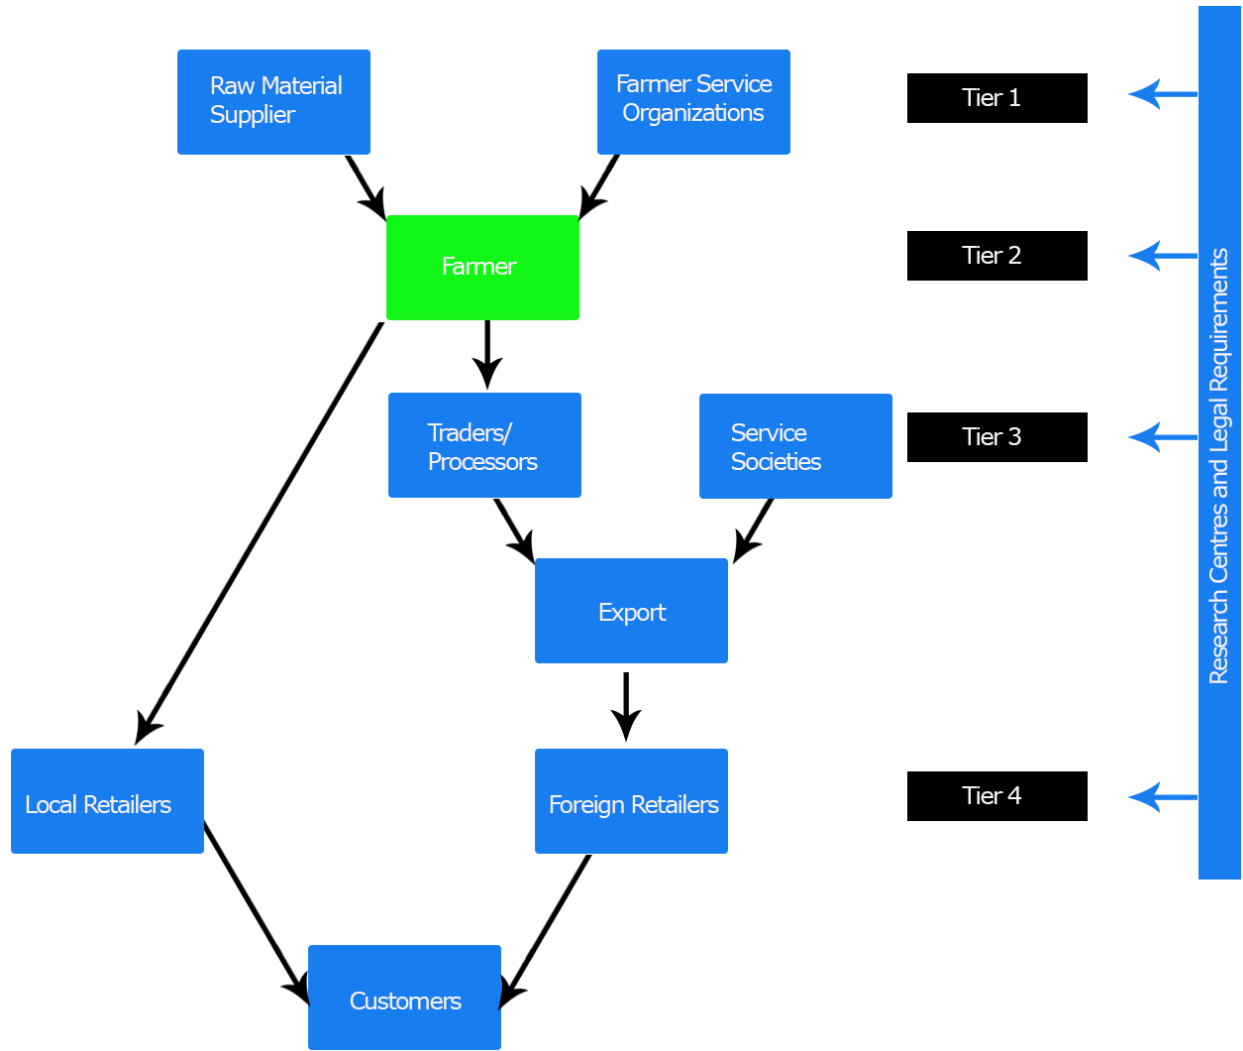 Raw Material
Supplier
Farmer Service
Organizations
Tier 1
Farmer
Tier 2
Traders/
Processors
Service
Societies
Tier 3
Export
Local Retailers
Foreign Retailers
Tier 4
Customers
Research Centres and Legal Requirements